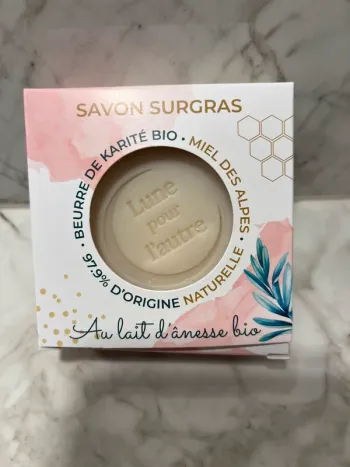 SAVON SURGRAS
BEURRE DE KARITÉ BIO • MIEL DES ALPES •
97.9% D'ORIGINE NATURELLE •
Lune
pour
l'autre
Au lait d'ânesse bio